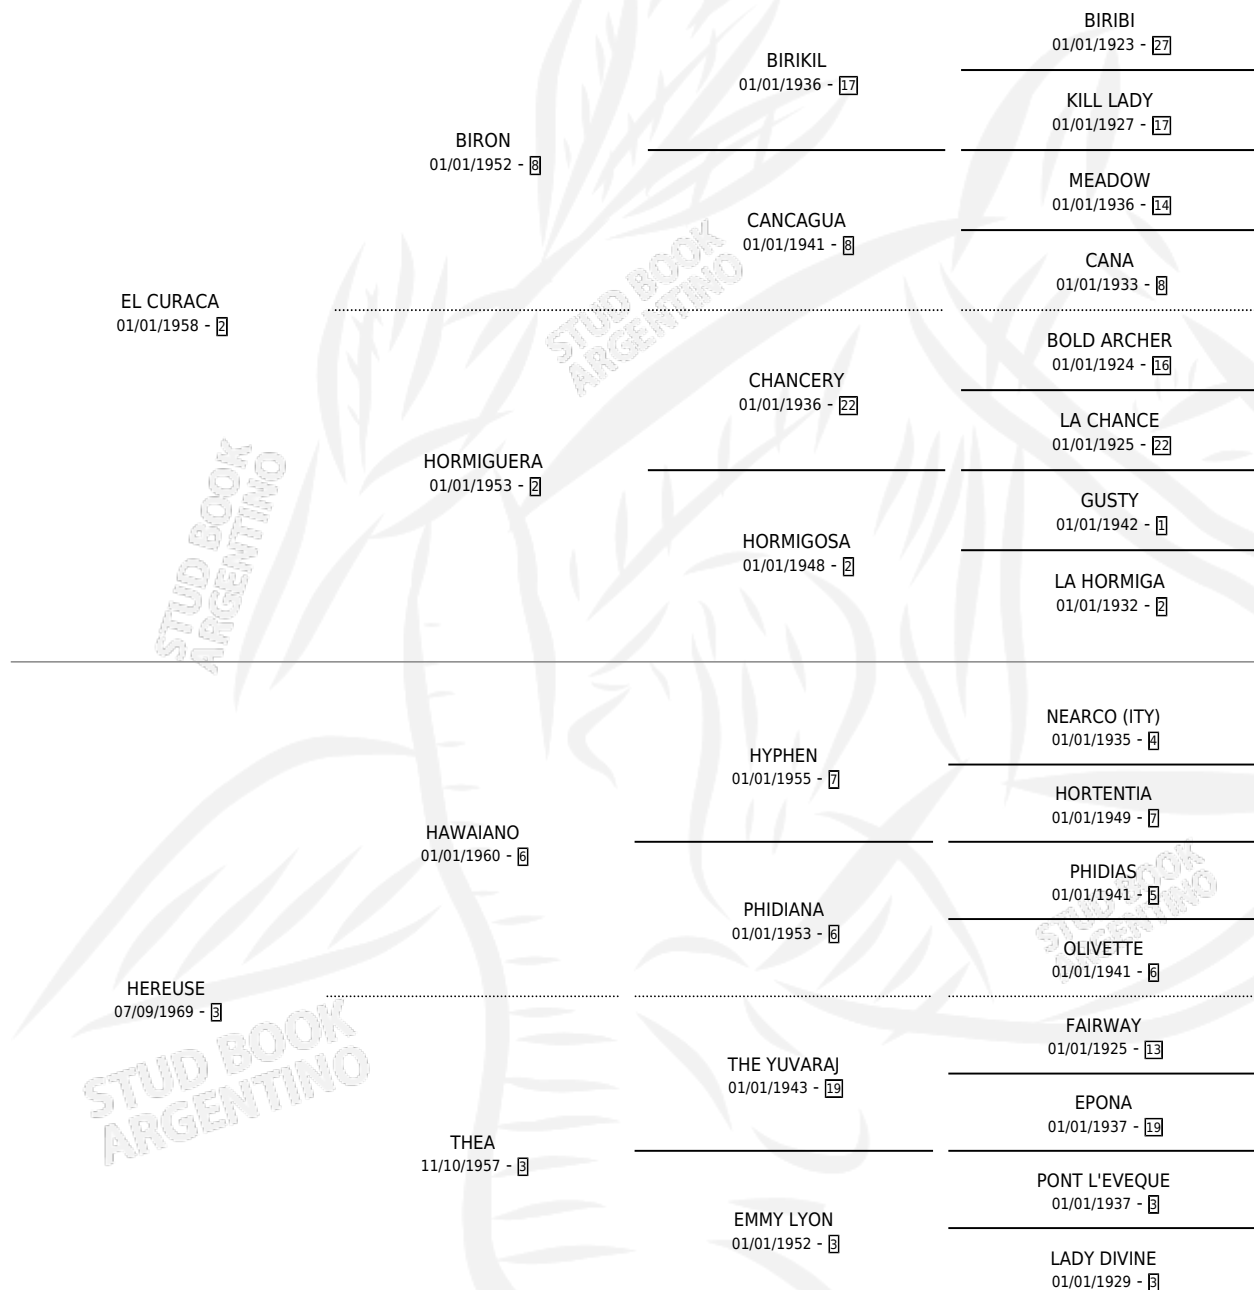 BIRIBI
01/01/1923 - 27
BIRIKIL
01/01/1936 - 17
KILL LADY
01/01/1927 - 17
BIRON
01/01/1952 - 8
MEADOW
01/01/1936 - 14
CANCAGUA
01/01/1941 - 8
CANA
01/01/1933 - 8
EL CURACA
01/01/1958 - 2
BOLD ARCHER
01/01/1924 - 16
CHANCERY
01/01/1936 - 22
LA CHANCE
01/01/1925 - 22
HORMIGUERA
01/01/1953 - 2
GUSTY
01/01/1942 - 1
HORMIGOSA
01/01/1948 - 2
LA HORMIGA
01/01/1932 - 2
STUD BOOK
ARGENTINO
STUD BOOK
ARGENTINO
NEARCO (ITY)
01/01/1935 - 4
HYPHEN
01/01/1955 - 7
HORTENTIA
01/01/1949 - 7
HAWAIANO
01/01/1960 - 6
PHIDIAS
01/01/1941 - 5
PHIDIANA
01/01/1953 - 6
OLIVETTE
01/01/1941 - 6
HEREUSE
07/09/1969 - 3
FAIRWAY
01/01/1925 - 13
THE YUVARAJ
01/01/1943 - 19
EPONA
01/01/1937 - 19
THEA
11/10/1957 - 3
PONT L'EVEQUE
01/01/1937 - 3
EMMY LYON
01/01/1952 - 3
LADY DIVINE
01/01/1929 - 3
STUD BOOK
ARGENTINO
STUD BOOK
ARGENTINO